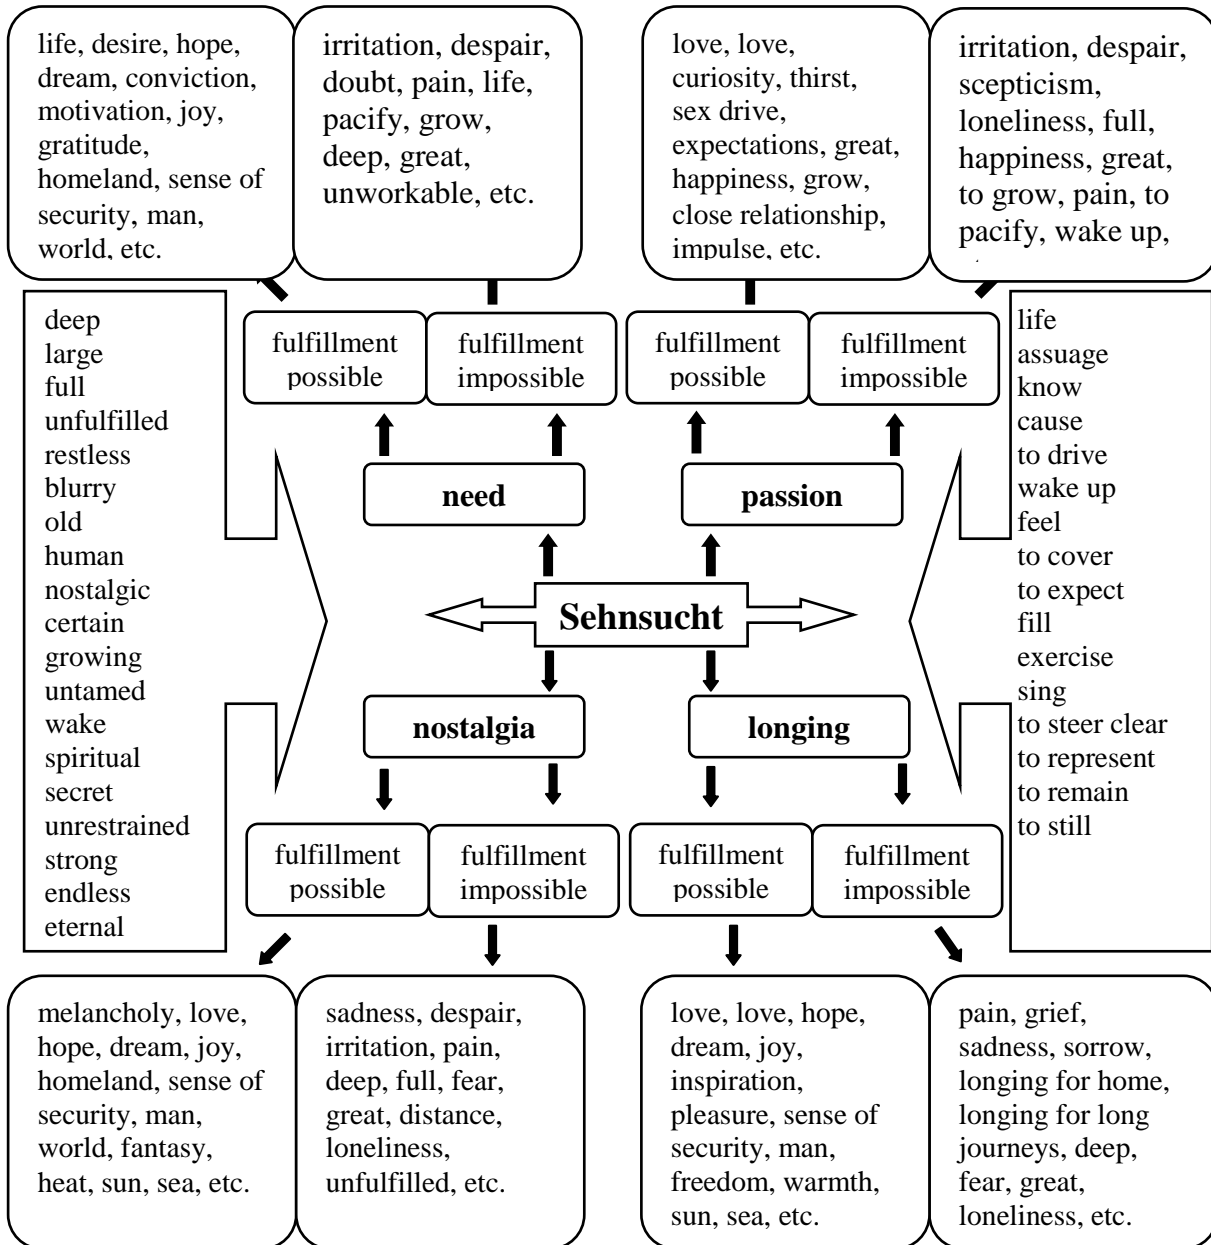 life, desire, hope,
dream, conviction,
motivation, joy,
gratitude,
homeland, sense of
security, man,
world, etc.
irritation, despair,
doubt, pain, life,
pacify, grow,
deep, great,
unworkable, etc.
love, love,
curiosity, thirst,
sex drive,
expectations, great,
happiness, grow,
close relationship,
impulse, etc.
irritation, despair,
scepticism,
loneliness, full,
happiness, great,
to grow, pain, to
pacify, wake up,
fulfillment
possible
fulfillment
impossible
fulfillment
possible
fulfillment
impossible
deep
large
full
unfulfilled
restless
blurry
old
human
nostalgic
certain
growing
untamed
wake
spiritual
secret
unrestrained
strong
endless
eternal
need
passion
Sehnsucht
nostalgia
longing
life
assuage
know
cause
to drive
wake up
feel
to cover
to expect
fill
exercise
sing
to steer clear
to represent
to remain
to still
fulfillment
possible
fulfillment
impossible
fulfillment
possible
fulfillment
impossible
melancholy, love,
hope, dream, joy,
homeland, sense of
security, man,
world, fantasy,
heat, sun, sea, etc.
sadness, despair,
irritation, pain,
deep, full, fear,
great, distance,
loneliness,
unfulfilled, etc.
love, love, hope,
dream, joy,
inspiration,
pleasure, sense of
security, man,
freedom, warmth,
sun, sea, etc.
pain, grief,
sadness, sorrow,
longing for home,
longing for long
journeys, deep,
fear, great,
loneliness, etc.